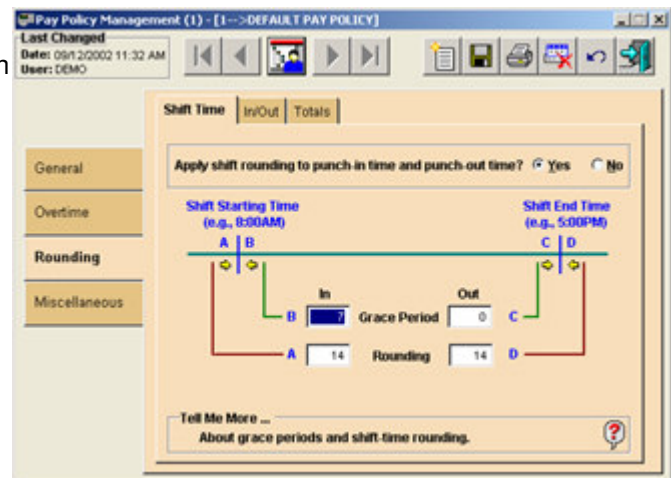 Pay Policy Management (1) - [1-->DEFAULT PAY POLICY]
Last Changed
Date: 09/12/2002 11:32 AM
User: DEMO
n
Shift Time In/Out Totals
General
Overtime
Rounding
Miscellaneous
Apply shift rounding to punch-in time and punch-out time? Yes No
Shift Starting Time
(e.g., 8:00AM)
Shift End Time
(e.g., 5:00PM)
A B
C D
In Out
B 7 Grace Period 0 C
A 14 Rounding 14 D
Tell Me More ...
About grace periods and shift-time rounding.
?